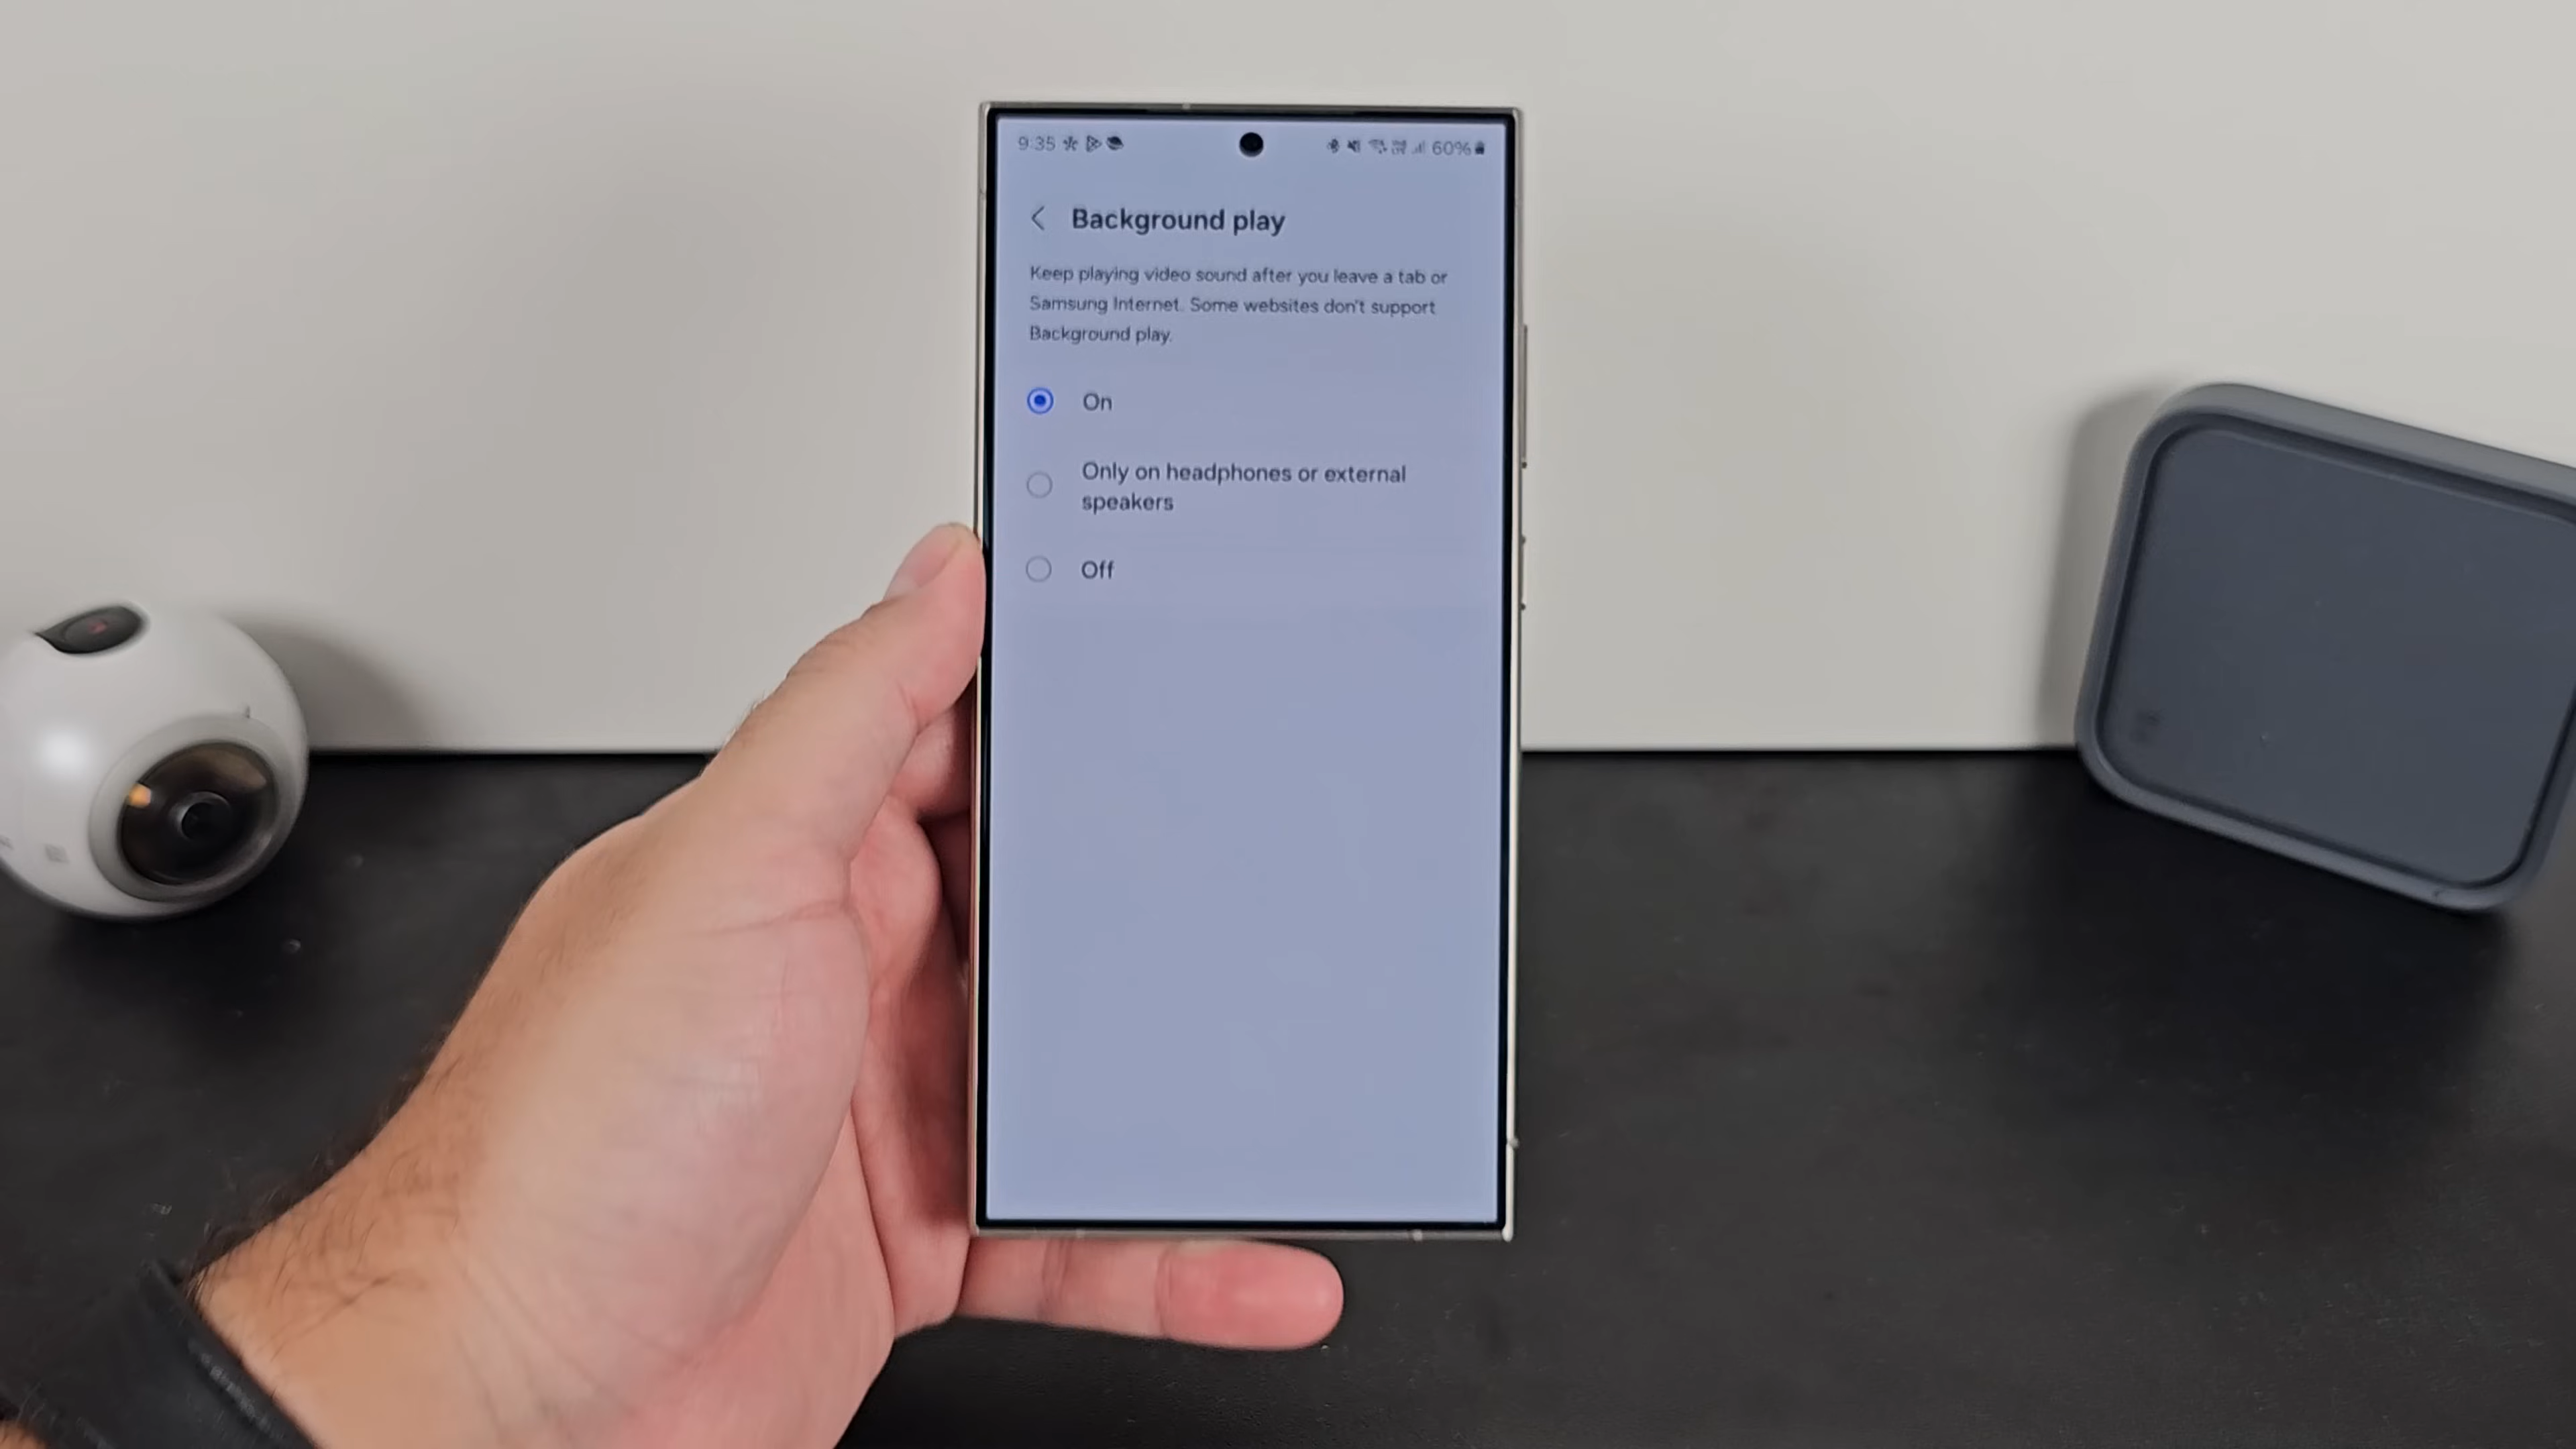 9:35
60%
Background play
Keep playing video sound after you leave a tab or
Samsung Internet. Some websites don't support
Background play.
On
Only on headphones or external
speakers
Off